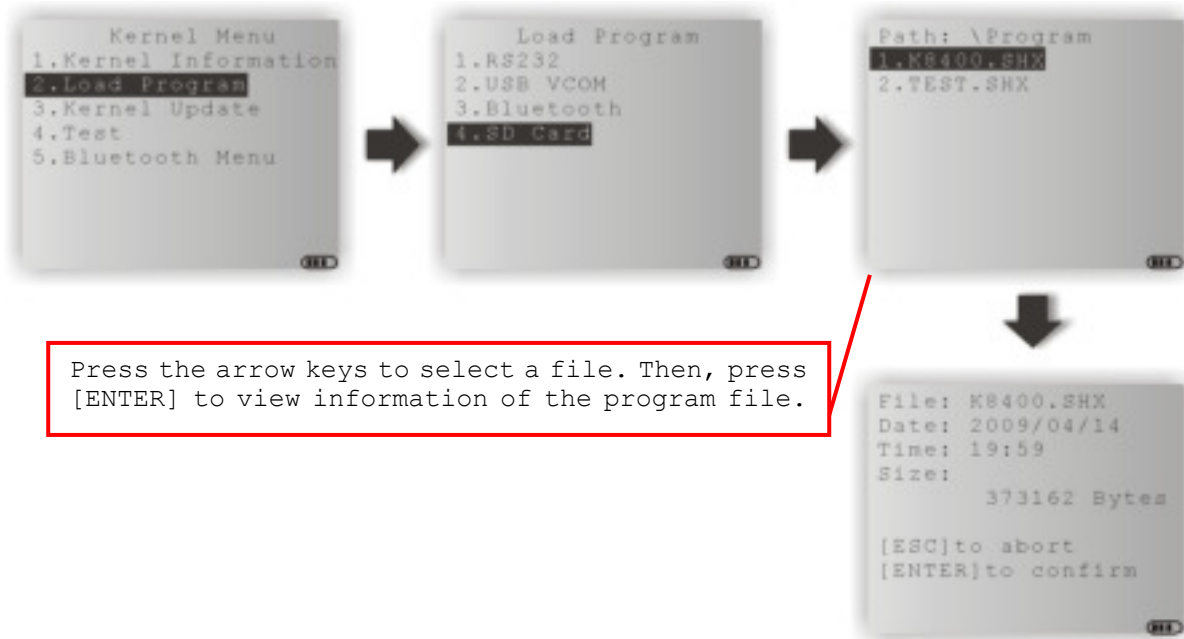 Kernel Menu
1.Kernel Information
2.Load Program
3.Kernel Update
4.Test
5.Bluetooth Menu
Load Program
1.RS232
2.USB VCOM
3.Bluetooth
4.SD Card
Path: \Program
1.K8400.SHX
2.TEST.SHX
Press the arrow keys to select a file. Then, press
[ENTER] to view information of the program file.
File: K8400.SHX
Date: 2009/04/14
Time: 19:59
Size:
373162 Bytes
[ESC]to abort
[ENTER]to confirm